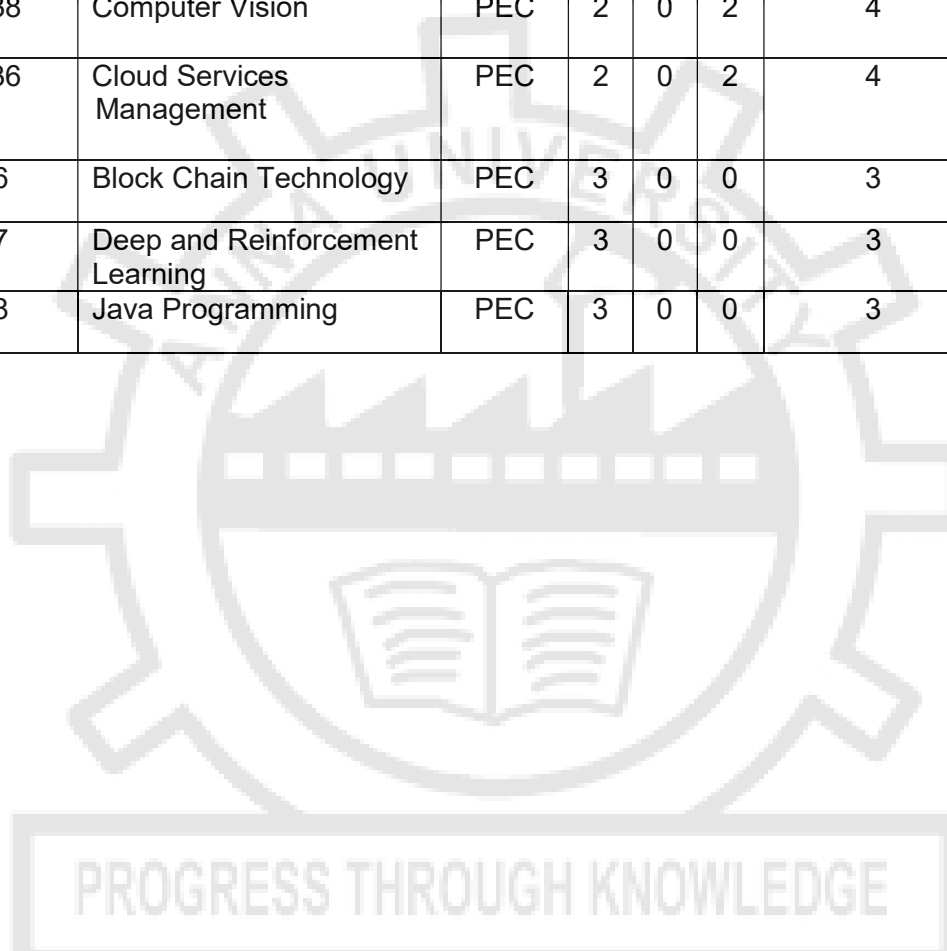 38 Computer Vision PEC 2 0 2 4
36 Cloud Services PEC 2 0 2 4
Management
6 Block Chain Technology PEC 3 0 0 3
7 Deep and Reinforcement PEC 3 0 0 3
Learning
3 Java Programming PEC 3 0 0 3
ANNA UNIVERSITY
PROGRESS THROUGH KNOWLEDGE